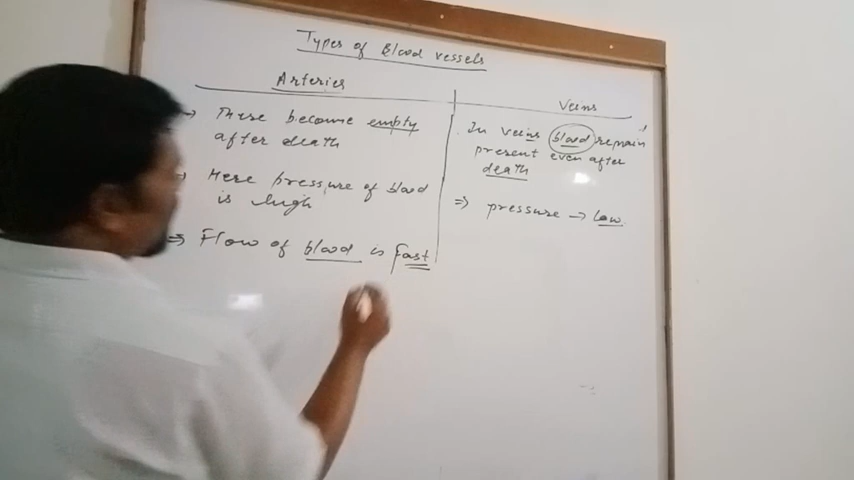 Types of Blood vessels
Arteries
These become empty
after death
Here pressure of blood
is high
⇒ Flow of blood is fast
Veins
In veins blood remain
present even after
death
⇒ pressure → low.